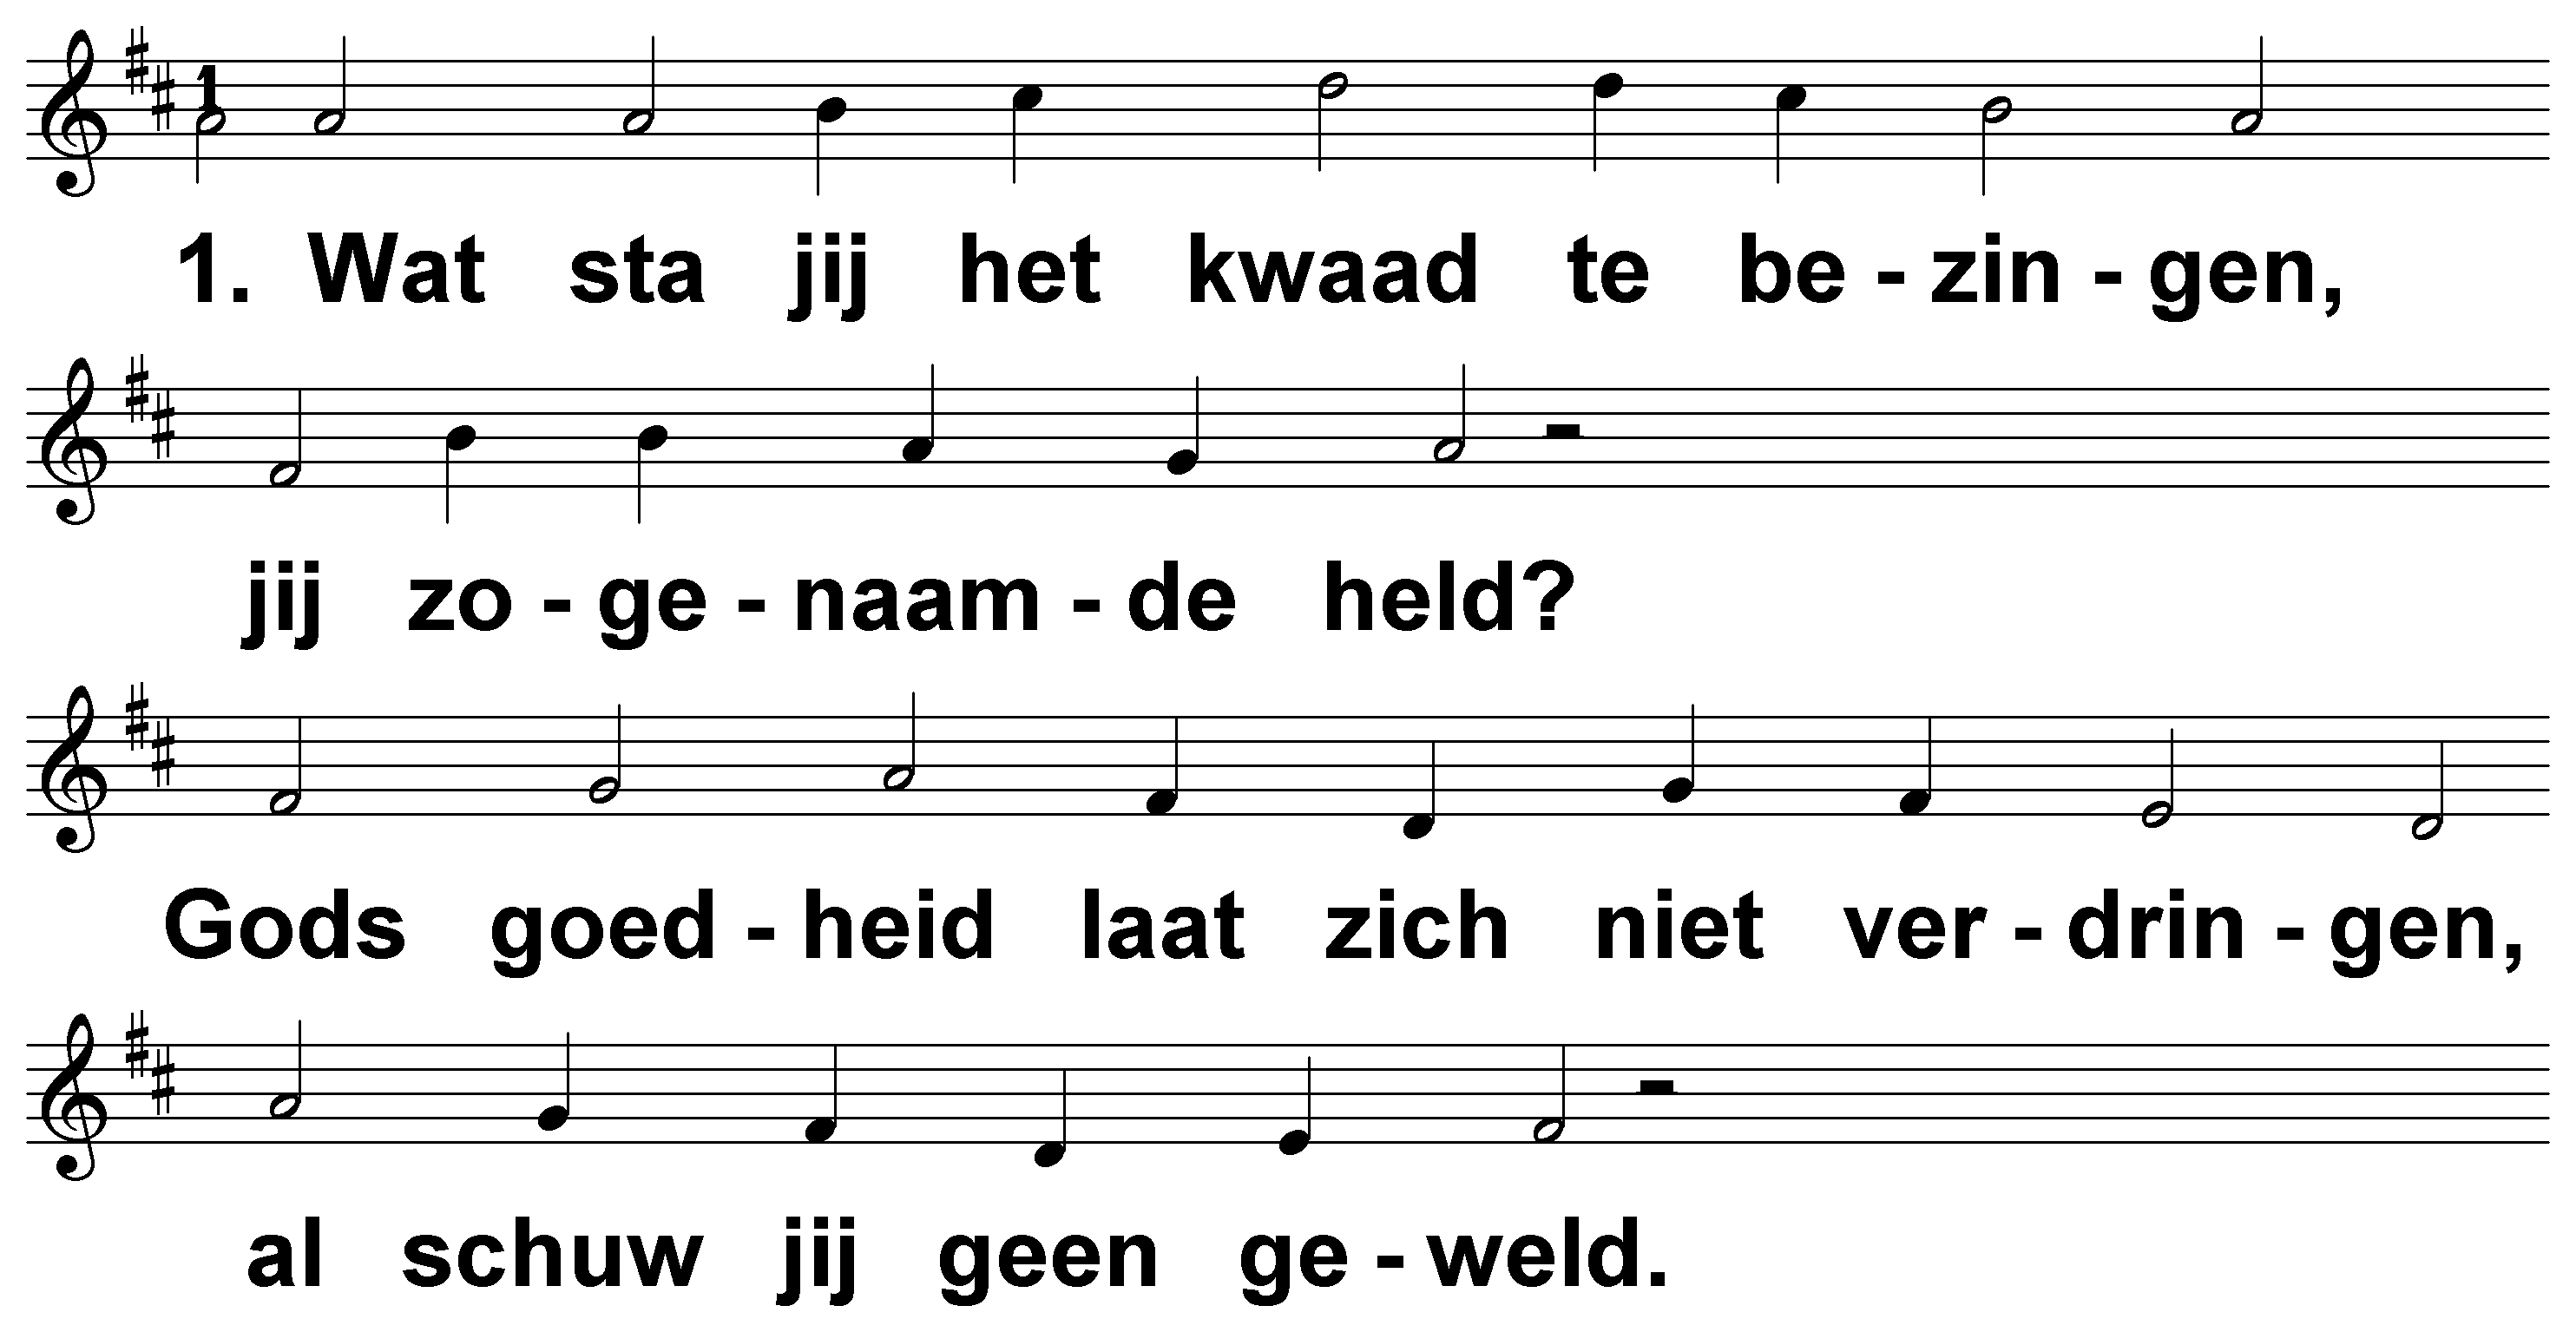 1. Wat sta jij het kwaad te be - zin - gen,
jij zo - ge - naam - de held?
Gods goed - heid laat zich niet ver - drin - gen,
al schuw jij geen ge - weld.